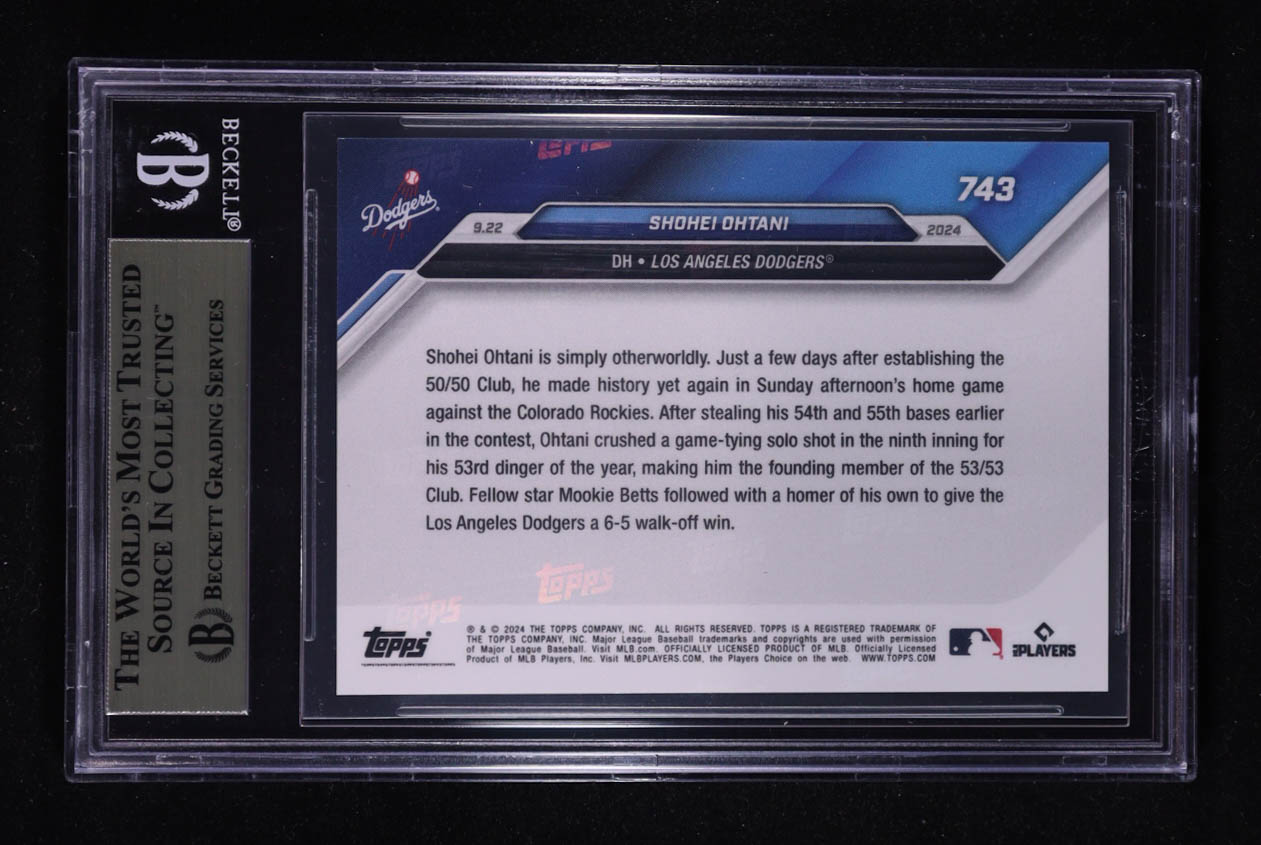 BECKETT®
B
THE WORLD'S MOST TRUSTED
SOURCE IN COLLECTING™
B BECKETT GRADING SERVICES
Dodgers
743
9.22
SHOHEI OHTANI
2024
DH • LOS ANGELES DODGERS®
Shohei Ohtani is simply otherworldly. Just a few days after establishing the
50/50 Club, he made history yet again in Sunday afternoon's home game
against the Colorado Rockies. After stealing his 54th and 55th bases earlier
in the contest, Ohtani crushed a game-tying solo shot in the ninth inning for
his 53rd dinger of the year, making him the founding member of the 53/53
Club. Fellow star Mookie Betts followed with a homer of his own to give the
Los Angeles Dodgers a 6-5 walk-off win.
TOPPS
TOPPS
topps®
® & © 2024 THE TOPPS COMPANY, INC. ALL RIGHTS RESERVED. TOPPS IS A REGISTERED TRADEMARK OF
THE TOPPS COMPANY, INC. Major League Baseball trademarks and copyrights are used with permission
of Major League Baseball. Visit MLB.com. OFFICIALLY LICENSED PRODUCT OF MLB. Officially Licensed
Product of MLB Players, Inc. Visit MLBPLAYERS.COM, the Players Choice on the web. WWW.TOPPS.COM
MLBPLAYERS